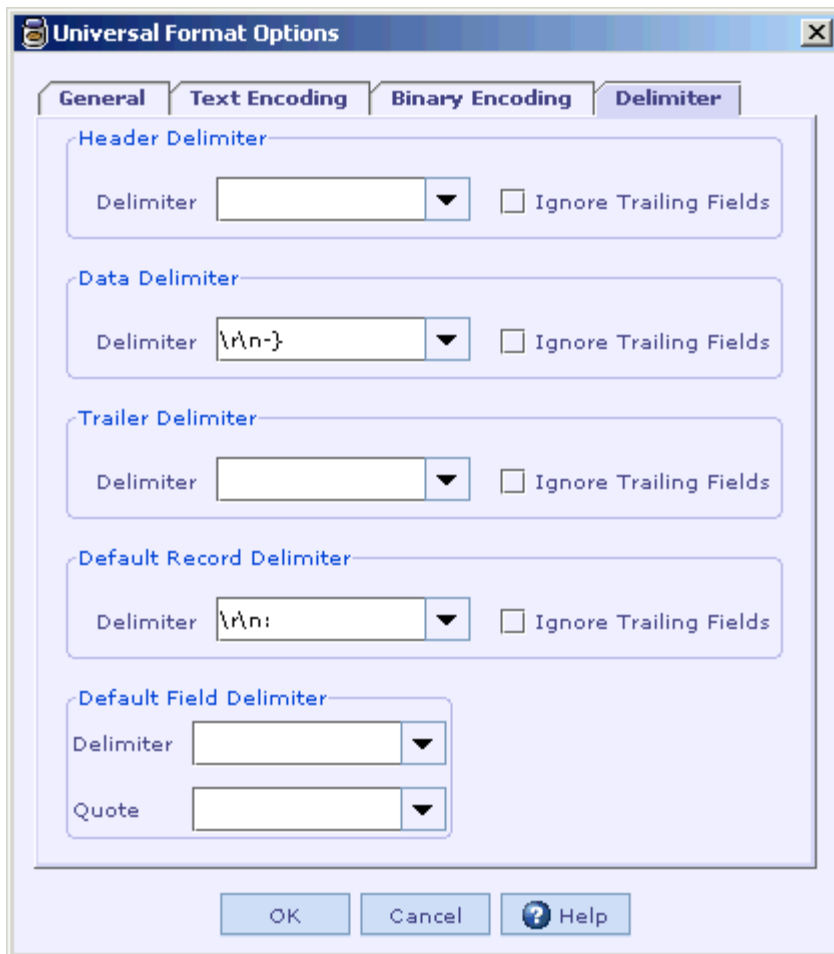 Universal Format Options
General Text Encoding Binary Encoding Delimiter
Header Delimiter
Delimiter Ignore Trailing Fields
Data Delimiter
Delimiter \r\n-} Ignore Trailing Fields
Trailer Delimiter
Delimiter Ignore Trailing Fields
Default Record Delimiter
Delimiter \r\n: Ignore Trailing Fields
Default Field Delimiter
Delimiter
Quote
OK Cancel ? Help